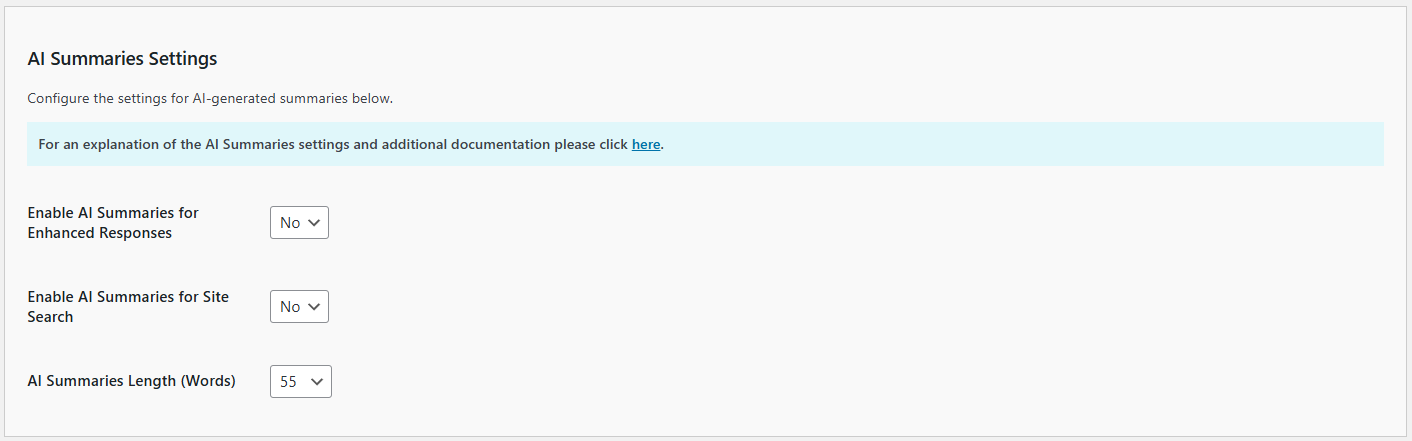 AI Summaries Settings
Configure the settings for AI-generated summaries below.
For an explanation of the AI Summaries settings and additional documentation please click here.
Enable AI Summaries for
Enhanced Responses
No
Enable AI Summaries for Site
Search
No
AI Summaries Length (Words)
55